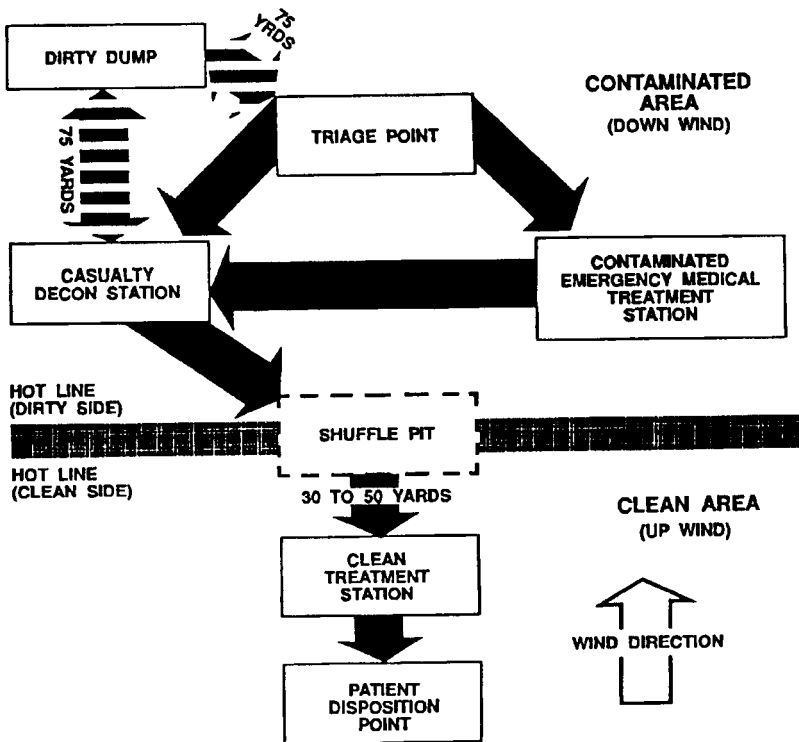 75
YRDS
DIRTY DUMP
CONTAMINATED
AREA
(DOWN WIND)
TRIAGE POINT
75 YARDS
CASUALTY
DECON STATION
CONTAMINATED
EMERGENCY MEDICAL
TREATMENT
STATION
HOT LINE
(DIRTY SIDE)
SHUFFLE PIT
HOT LINE
(CLEAN SIDE)
30 TO 50 YARDS
CLEAN AREA
(UP WIND)
CLEAN
TREATMENT
STATION
WIND DIRECTION
PATIENT
DISPOSITION
POINT